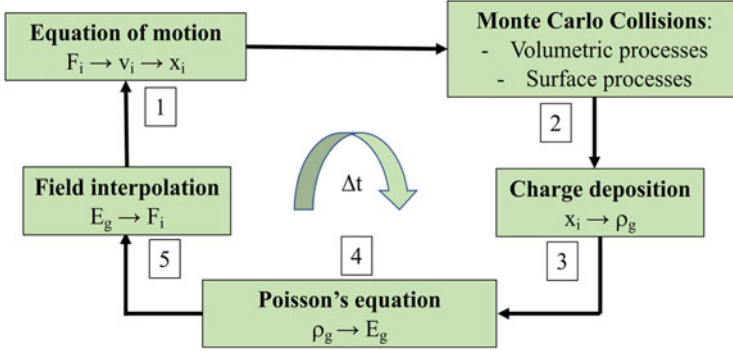 Equation of motion
Fᵢ → vᵢ → xᵢ
Monte Carlo Collisions:
- Volumetric processes
- Surface processes
1
2
Δt
Field interpolation
E_g → Fᵢ
Charge deposition
xᵢ → ρ_g
5
4
3
Poisson's equation
ρ_g → E_g